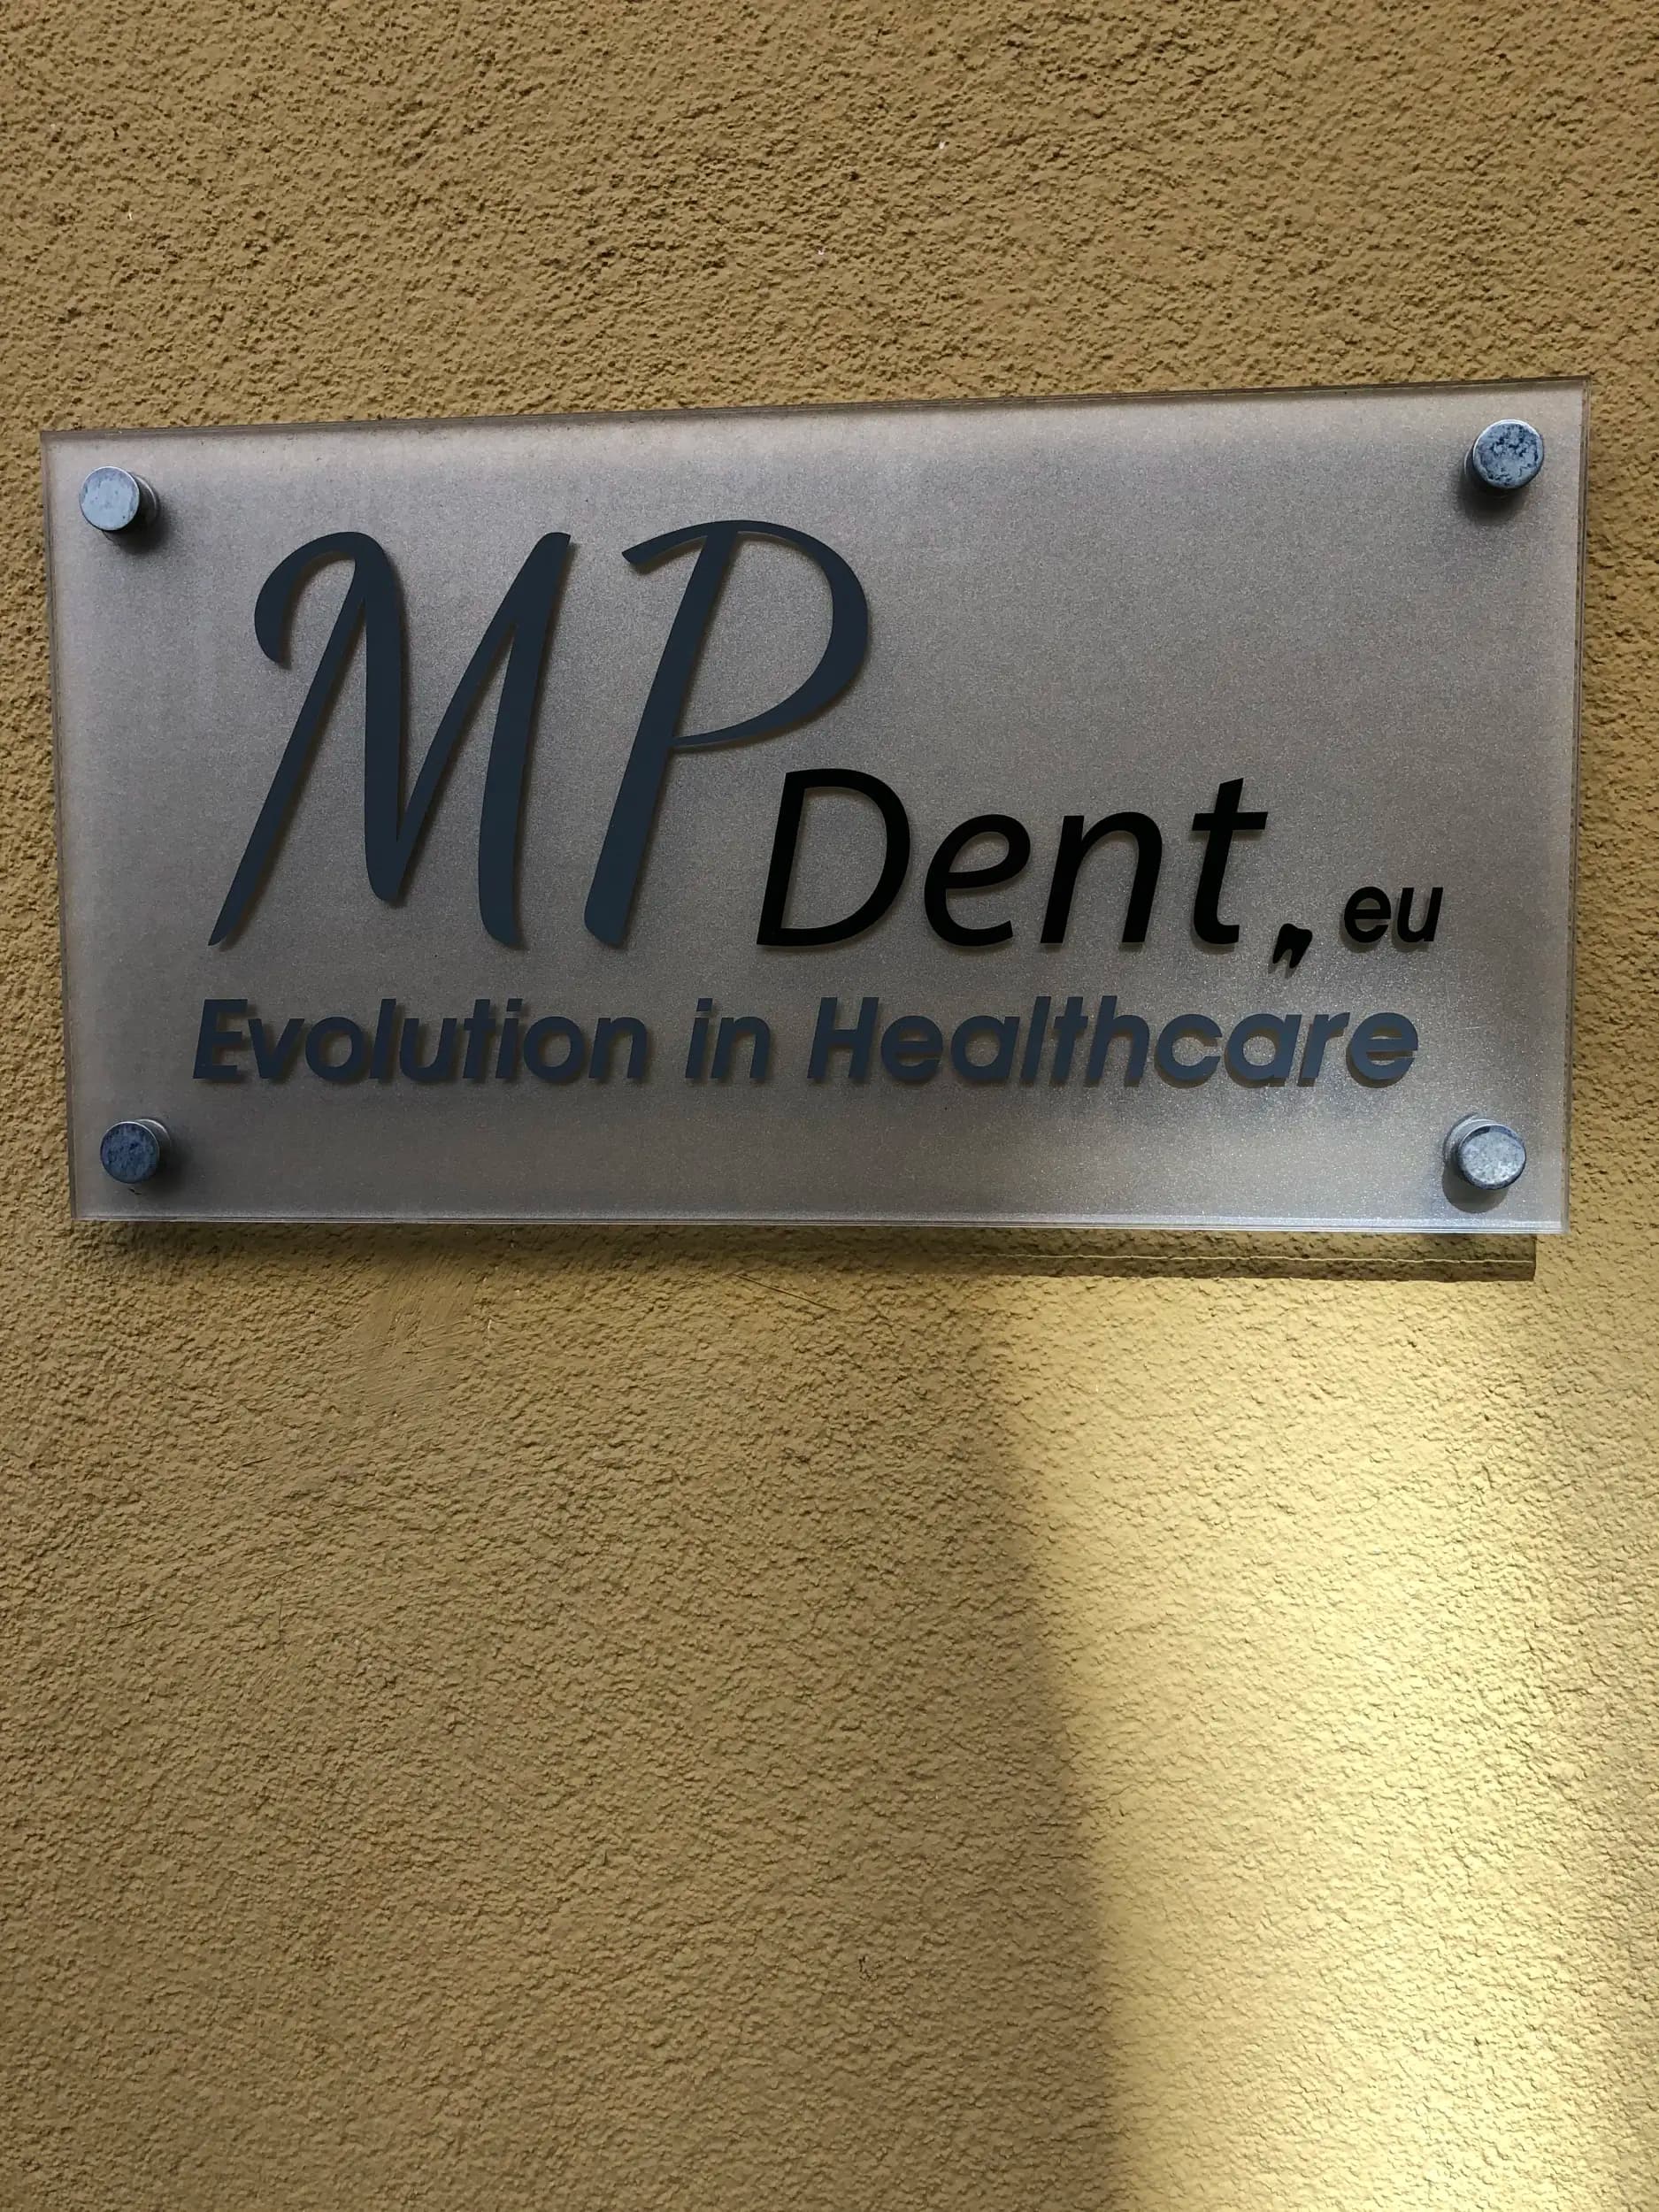 MP Dent.eu
Evolution in Healthcare